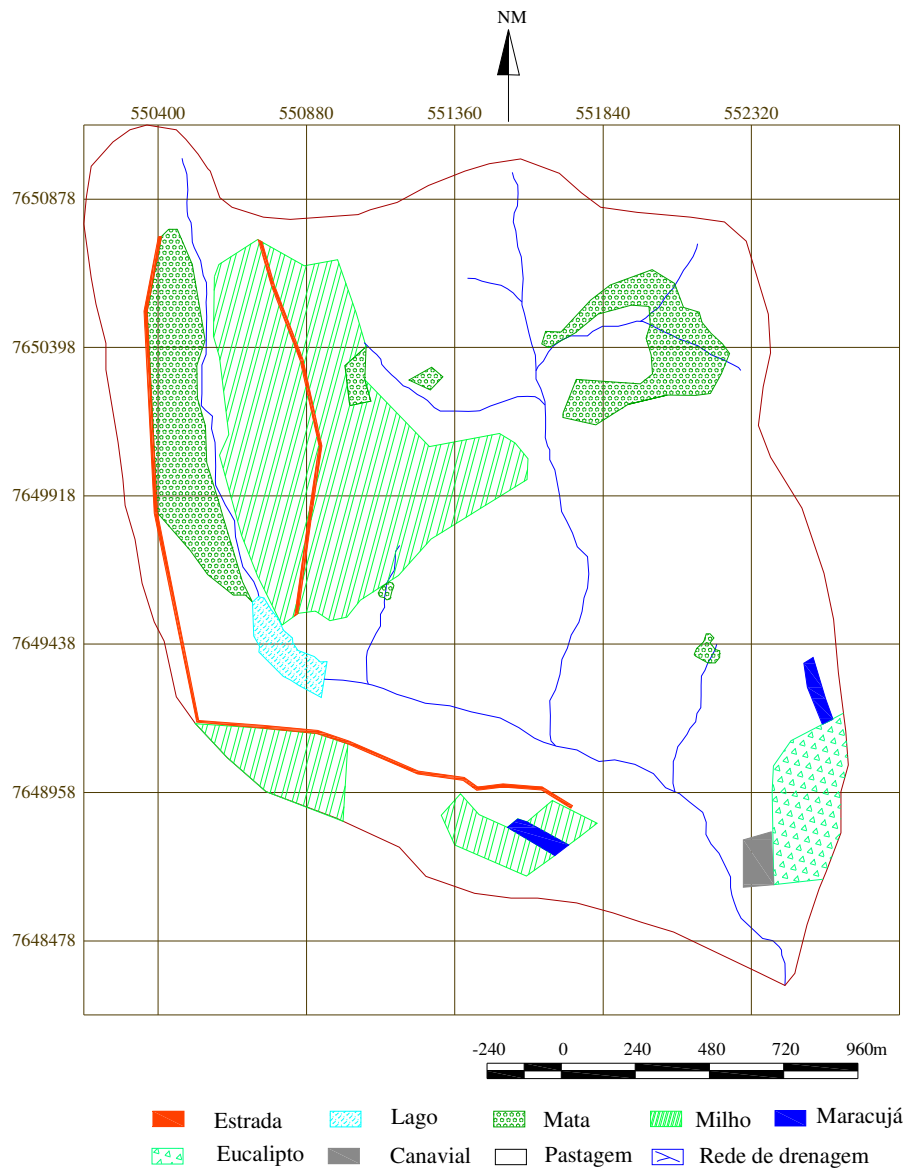 NM
550400 550880 551360 551840 552320
7650878
7650398
7649918
7649438
7648958
7648478
-240 0 240 480 720 960m
Estrada Lago Mata Milho Maracujá
Eucalipto Canavial Pastagem Rede de drenagem